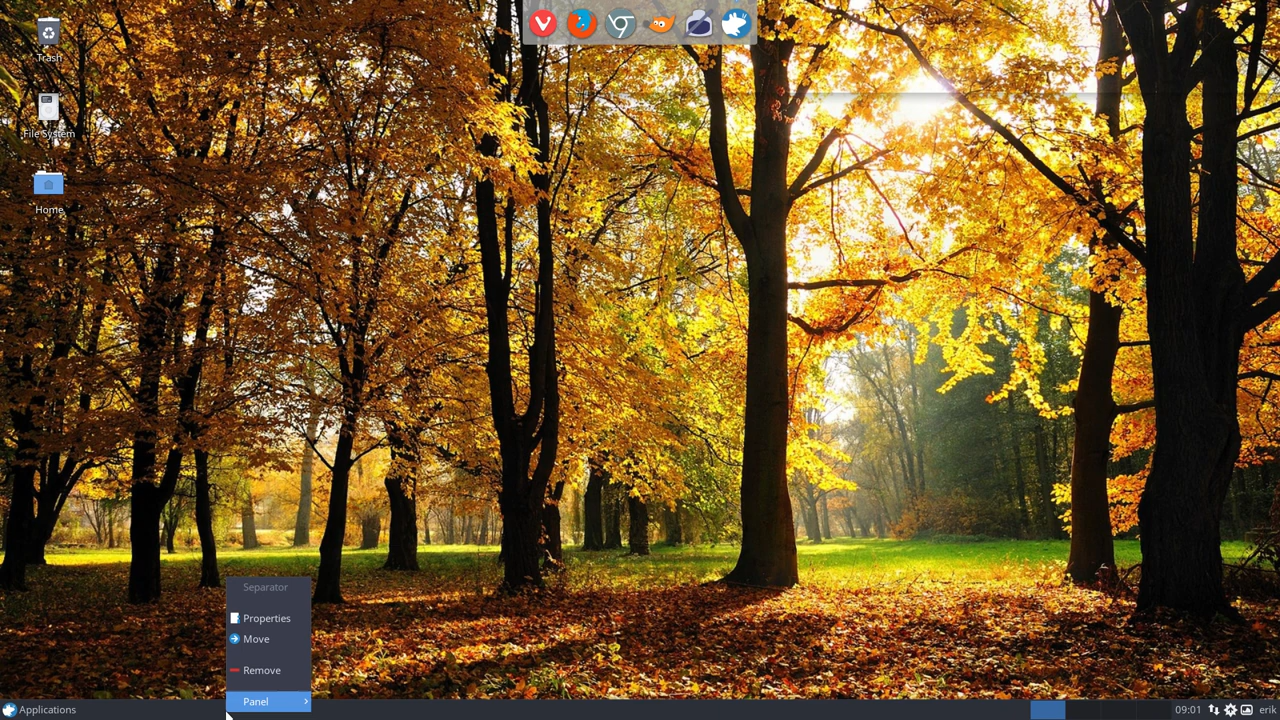 Trash
File System
Home
Separator
Properties
Move
Remove
Panel
Applications
09:01
erik